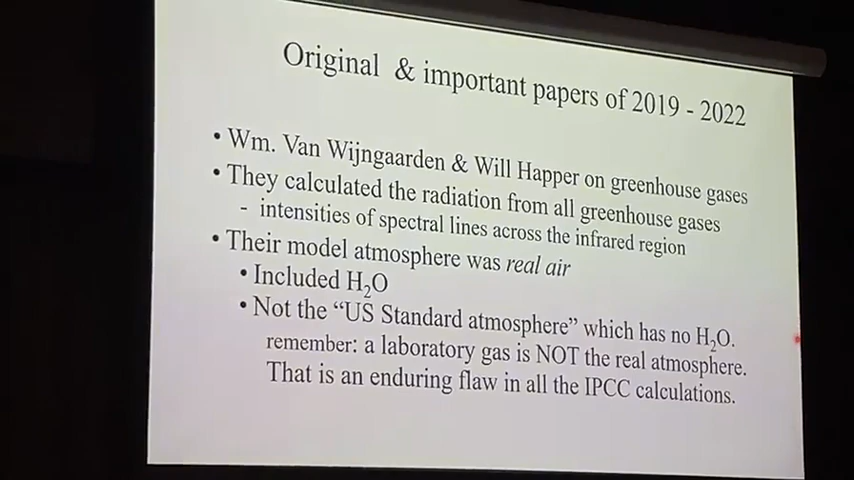 Original & important papers of 2019 - 2022
• Wm. Van Wijngaarden & Will Happer on greenhouse gases
• They calculated the radiation from all greenhouse gases
- intensities of spectral lines across the infrared region
• Their model atmosphere was real air
• Included H₂O
• Not the “US Standard atmosphere” which has no H₂O.
remember: a laboratory gas is NOT the real atmosphere.
That is an enduring flaw in all the IPCC calculations.